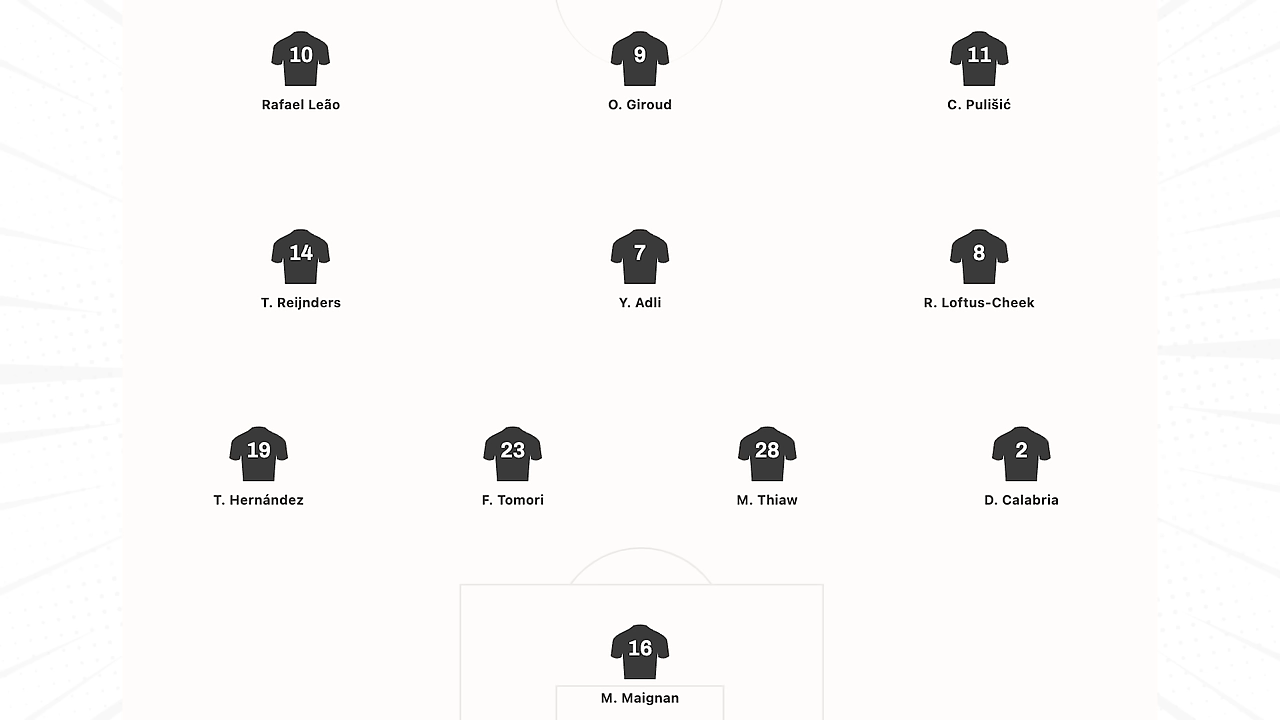 10 9 11
Rafael Leão O. Giroud C. Pulišić
14 7 8
T. Reijnders Y. Adli R. Loftus-Cheek
19 23 28 2
T. Hernández F. Tomori M. Thiaw D. Calabria
16
M. Maignan